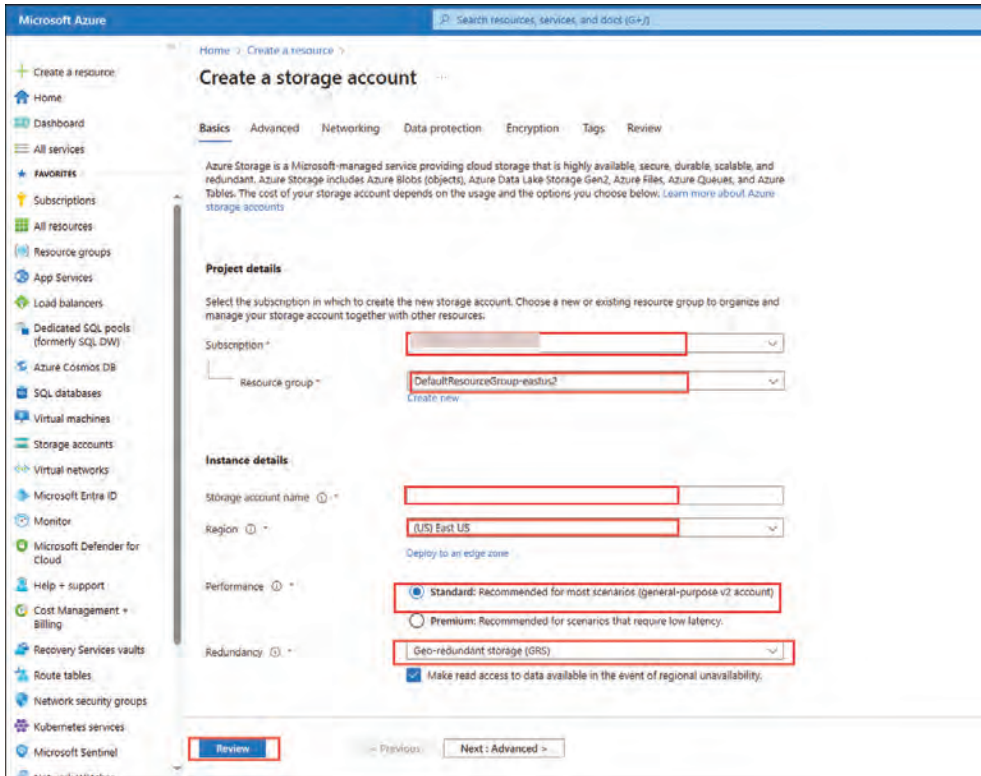 Microsoft Azure
Search resources, services, and docs (G+/)
Create a resource
Home
Dashboard
All services
FAVORITES
Subscriptions
All resources
Resource groups
App Services
Load balancers
Dedicated SQL pools
(formerly SQL DW)
Azure Cosmos DB
SQL databases
Virtual machines
Storage accounts
Virtual networks
Microsoft Entra ID
Monitor
Microsoft Defender for
Cloud
Help + support
Cost Management +
Billing
Recovery Services vaults
Route tables
Network security groups
Kubernetes services
Microsoft Sentinel
Home > Create a resource >
Create a storage account ...
Basics Advanced Networking Data protection Encryption Tags Review
Azure Storage is a Microsoft-managed service providing cloud storage that is highly available, secure, durable, scalable, and
redundant. Azure Storage includes Azure Blobs (objects), Azure Data Lake Storage Gen2, Azure Files, Azure Queues, and Azure
Tables. The cost of your storage account depends on the usage and the options you choose below. Learn more about Azure
storage accounts
Project details
Select the subscription in which to create the new storage account. Choose a new or existing resource group to organize and
manage your storage account together with other resources.
Subscription *
Resource group * DefaultResourceGroup-eastus2
Create new
Instance details
Storage account name *
Region * (US) East US
Deploy to an edge zone
Performance * Standard: Recommended for most scenarios (general-purpose v2 account)
Premium: Recommended for scenarios that require low latency.
Redundancy * Geo-redundant storage (GRS)
Make read access to data available in the event of regional unavailability.
Review < Previous Next : Advanced >